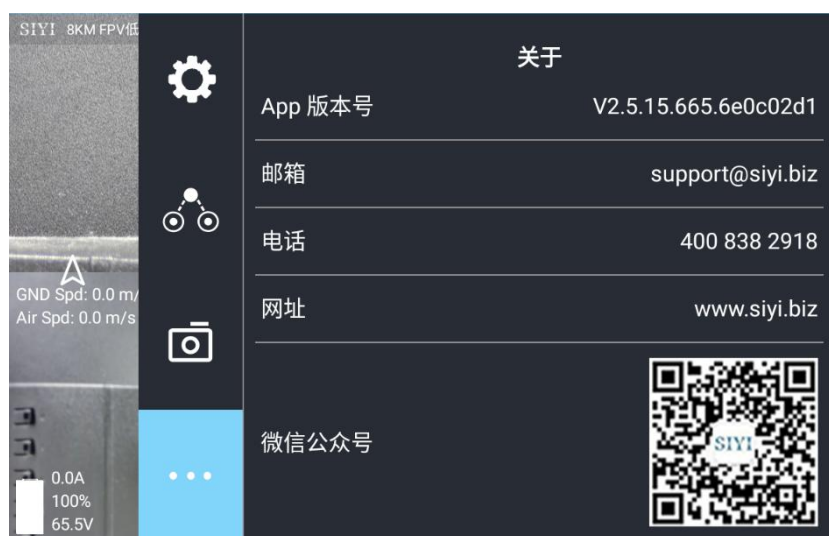 SIYI 8KM FPV低
关于
App 版本号 V2.5.15.665.6e0c02d1
邮箱 support@siyi.biz
电话 400 838 2918
网址 www.siyi.biz
GND Spd: 0.0 m/
Air Spd: 0.0 m/s
微信公众号
SIYI
0.0A
100%
65.5V